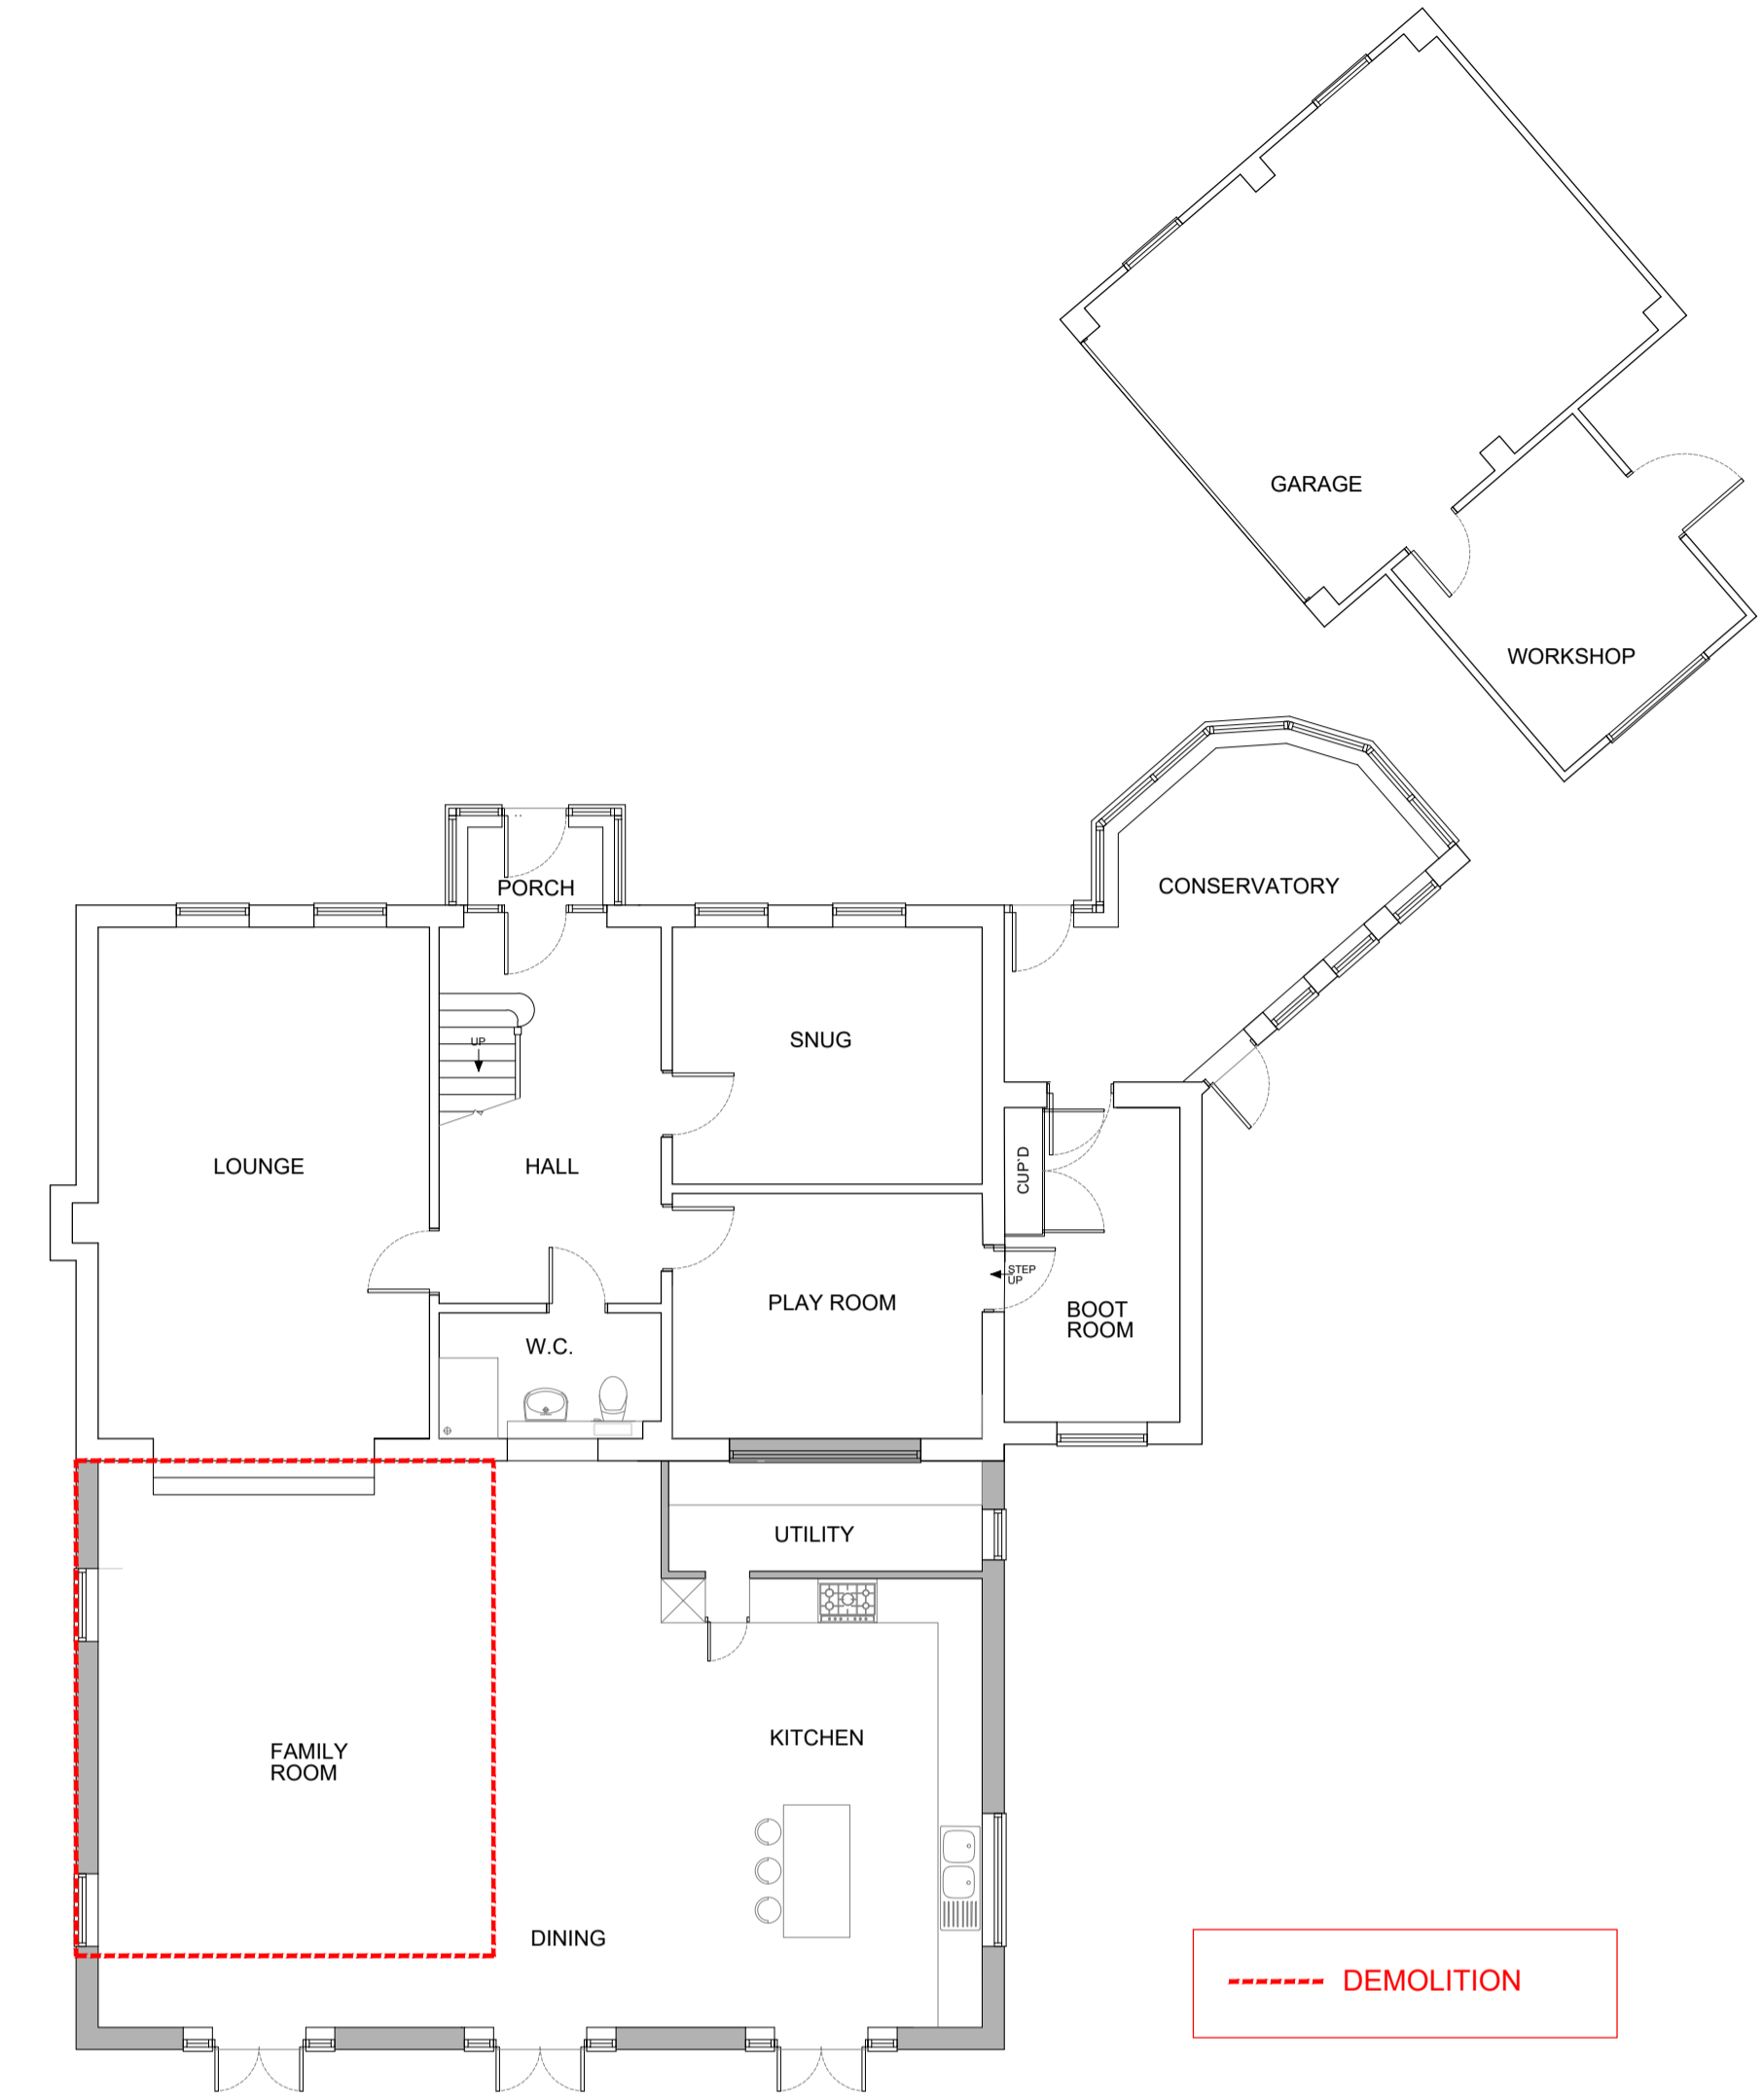 GARAGE
WORKSHOP
PORCH
CONSERVATORY
SNUG
UP
LOUNGE
HALL
CUP`D
STEP
UP
PLAY ROOM
BOOT
ROOM
W.C.
UTILITY
KITCHEN
FAMILY
ROOM
DINING
DEMOLITION